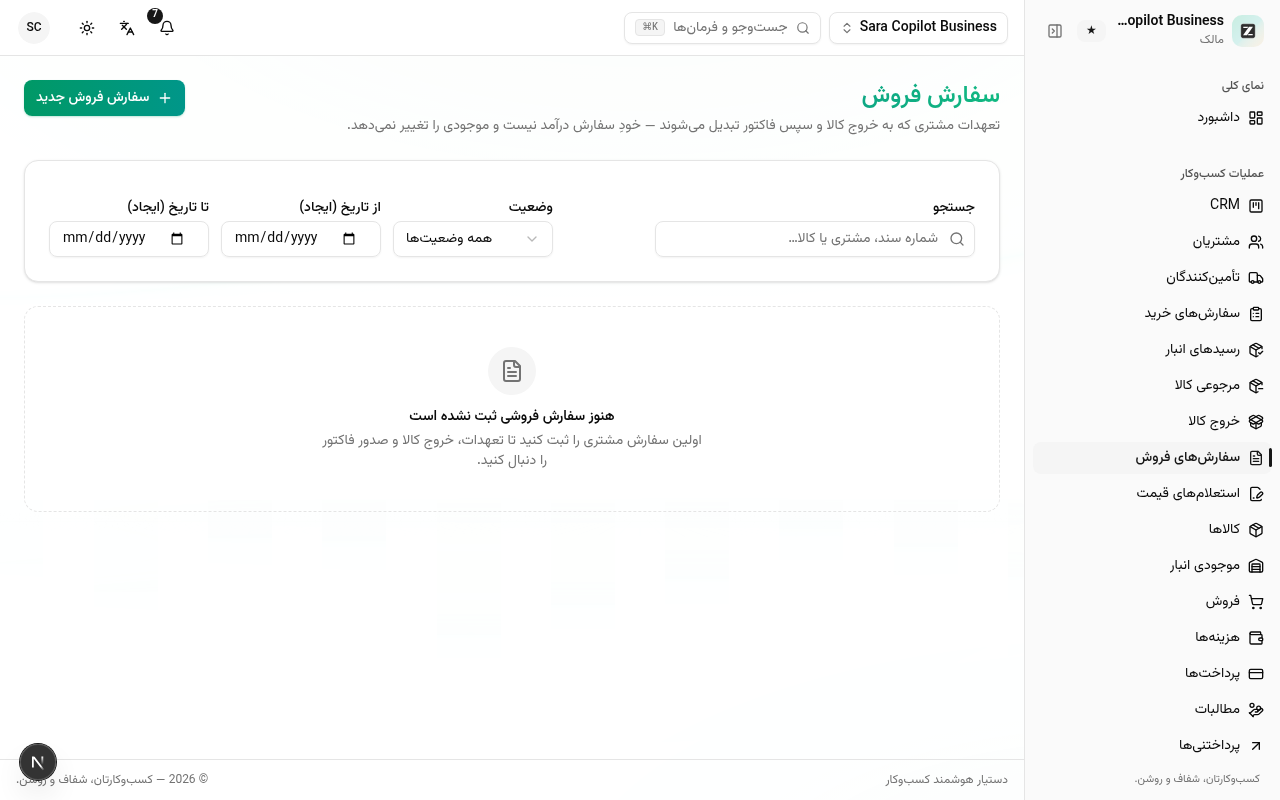 …opilot Business
مالک
★
نمای کلی
داشبورد
عملیات کسب‌وکار
CRM
مشتریان
تأمین‌کنندگان
سفارش‌های خرید
رسیدهای انبار
مرجوعی کالا
خروج کالا
سفارش‌های فروش
استعلام‌های قیمت
کالاها
موجودی انبار
فروش
هزینه‌ها
پرداخت‌ها
مطالبات
پرداختنی‌ها
کسب‌وکارتان، شفاف و روشن.
Sara Copilot Business
جست‌وجو و فرمان‌ها ⌘K
7
SC
سفارش فروش
سفارش فروش جدید
تعهدات مشتری که به خروج کالا و سپس فاکتور تبدیل می‌شوند — خودِ سفارش درآمد نیست و موجودی را تغییر نمی‌دهد.
جستجو
شماره سند، مشتری یا کالا...
وضعیت
همه وضعیت‌ها
از تاریخ (ایجاد)
mm/dd/yyyy
تا تاریخ (ایجاد)
mm/dd/yyyy
هنوز سفارش فروشی ثبت نشده است
اولین سفارش مشتری را ثبت کنید تا تعهدات، خروج کالا و صدور فاکتور
را دنبال کنید.
دستیار هوشمند کسب‌وکار
© 2026 — کسب‌وکارتان، شفاف و روشن.
N